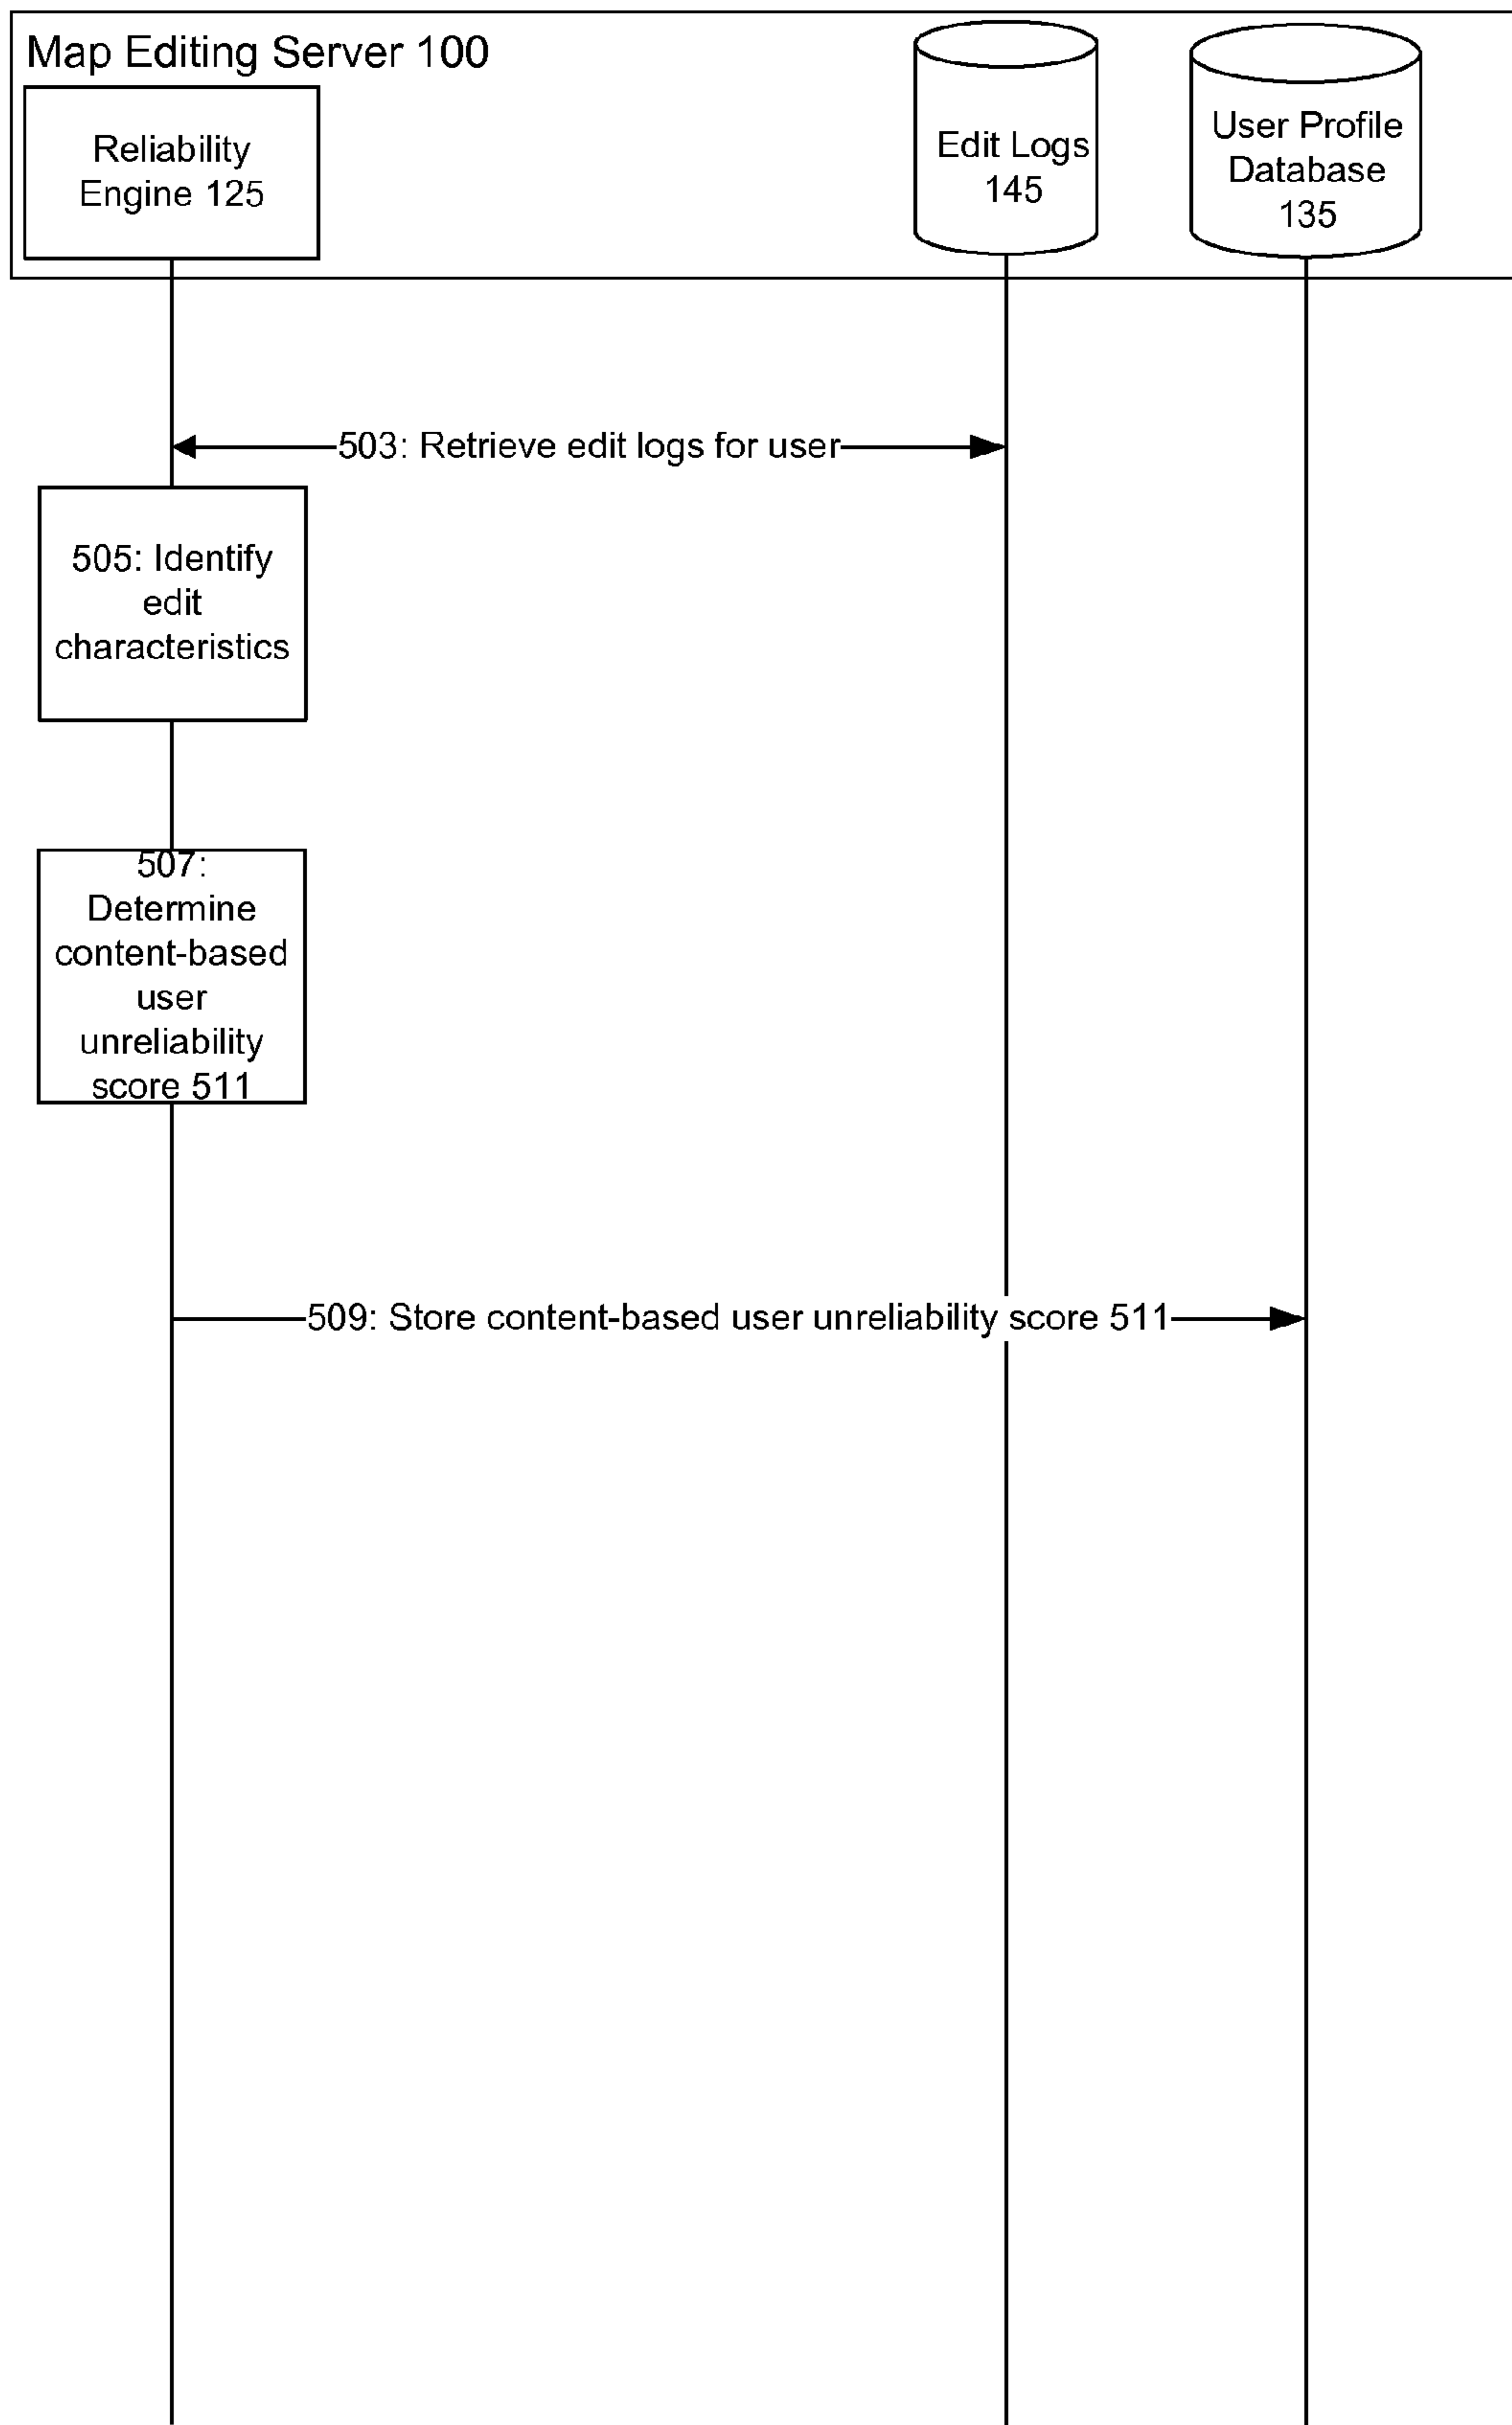 Map Editing Server 100
Reliability
Engine 125
Edit Logs
145
User Profile
Database
135
503: Retrieve edit logs for user
505: Identify
edit
characteristics
507:
Determine
content-based
user
unreliability
score 511
509: Store content-based user unreliability score 511